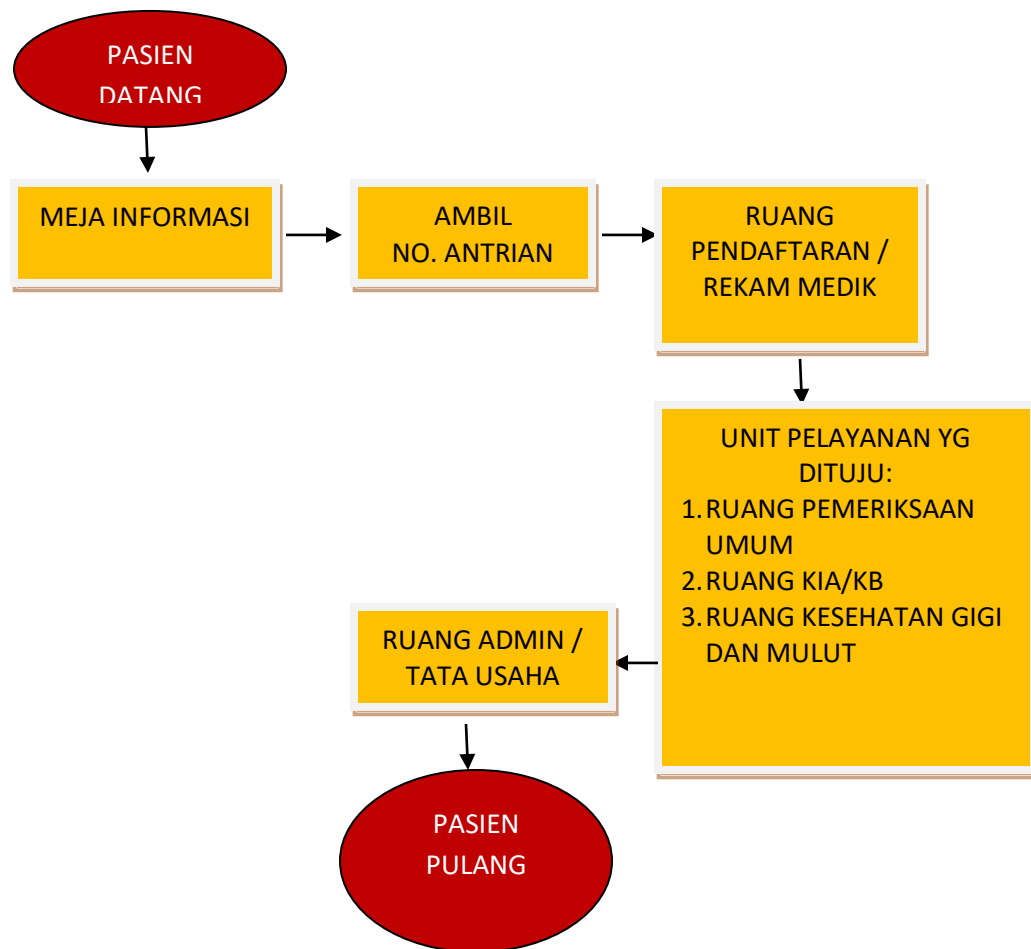 PASIEN
DATANG
MEJA INFORMASI
AMBIL
NO. ANTRIAN
RUANG
PENDAFTARAN /
REKAM MEDIK
UNIT PELAYANAN YG
DITUJU:
1. RUANG PEMERIKSAAN
UMUM
2. RUANG KIA/KB
3. RUANG KESEHATAN GIGI
DAN MULUT
RUANG ADMIN /
TATA USAHA
PASIEN
PULANG